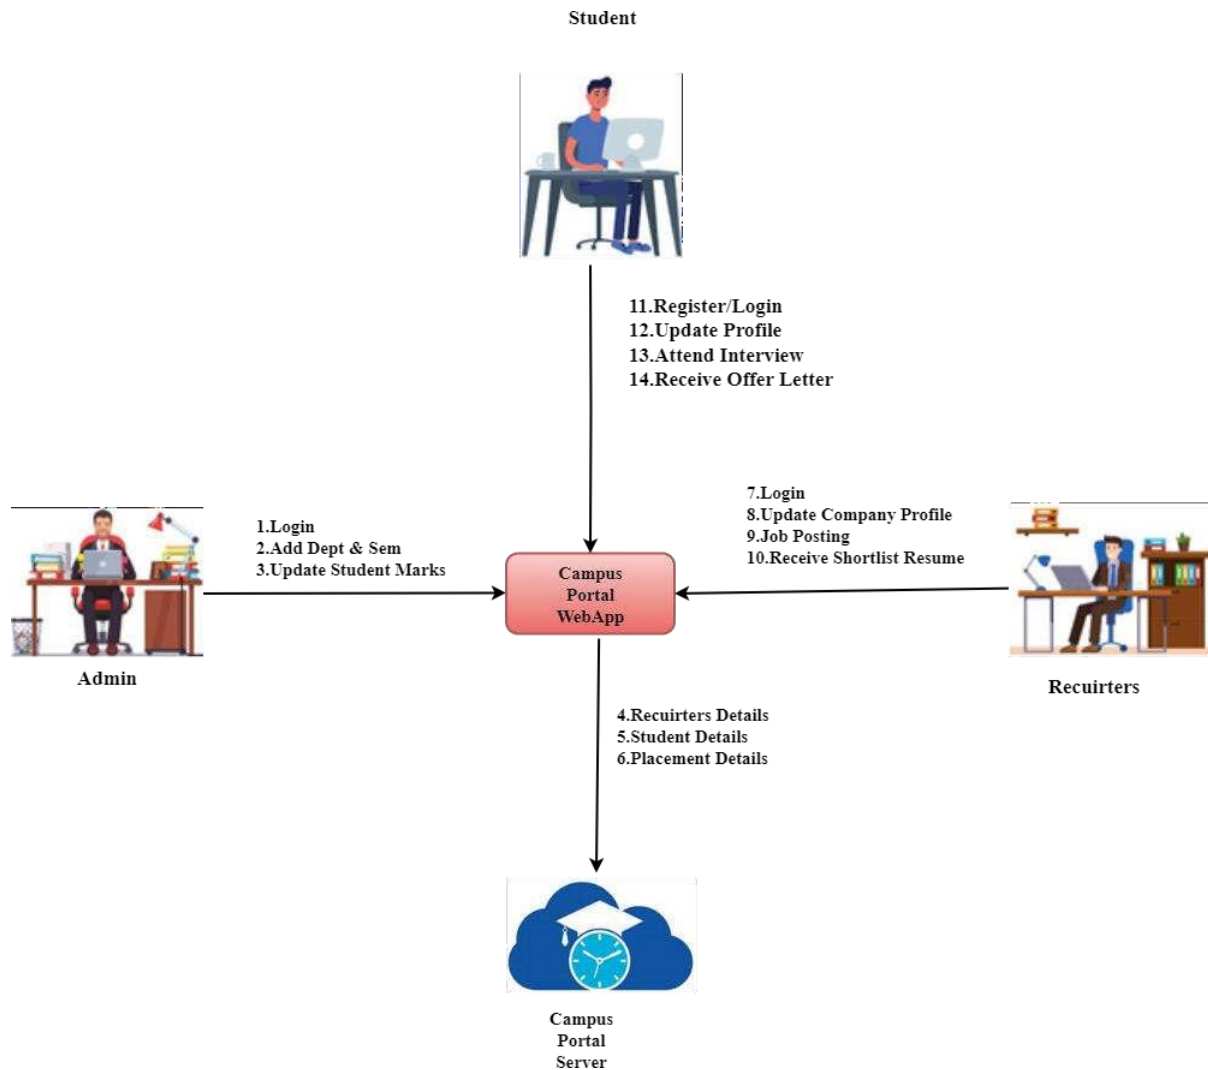 Student
11.Register/Login
12.Update Profile
13.Attend Interview
14.Receive Offer Letter
7.Login
8.Update Company Profile
9.Job Posting
10.Receive Shortlist Resume
1.Login
2.Add Dept & Sem
3.Update Student Marks
Campus
Portal
WebApp
Admin
Recuirters
4.Recuirters Details
5.Student Details
6.Placement Details
Campus
Portal
Server